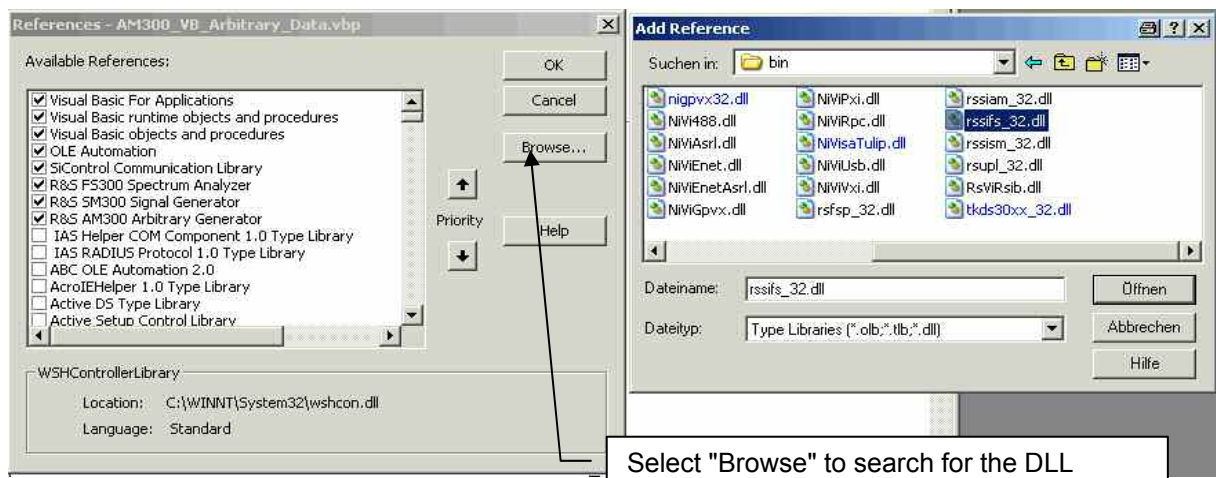 References - AM300_VB_Arbitrary_Data.vbp
Available References:
Visual Basic For Applications
Visual Basic runtime objects and procedures
Visual Basic objects and procedures
OLE Automation
SiControl Communication Library
R&S FS300 Spectrum Analyzer
R&S SM300 Signal Generator
R&S AM300 Arbitrary Generator
IAS Helper COM Component 1.0 Type Library
IAS RADIUS Protocol 1.0 Type Library
ABC OLE Automation 2.0
AcroIEHelper 1.0 Type Library
Active DS Type Library
Active Setup Control Library
OK
Cancel
Browse...
Priority
Help
WSHControllerLibrary
Location: C:\WINNT\System32\wshcon.dll
Language: Standard
Add Reference
Suchen in: bin
nigpvx32.dll
NiVi488.dll
NiViAsrl.dll
NiViEnet.dll
NiViEnetAsrl.dll
NiViGpvx.dll
NiViPxi.dll
NiViRpc.dll
NiVisaTulip.dll
NiViUsb.dll
NiViVxi.dll
rsfsp_32.dll
rssiam_32.dll
rssifs_32.dll
rssism_32.dll
rsupl_32.dll
RsViRsib.dll
tkds30xx_32.dll
Dateiname: rssifs_32.dll
Öffnen
Dateityp: Type Libraries (*.olb;*.tlb;*.dll)
Abbrechen
Hilfe
Select "Browse" to search for the DLL